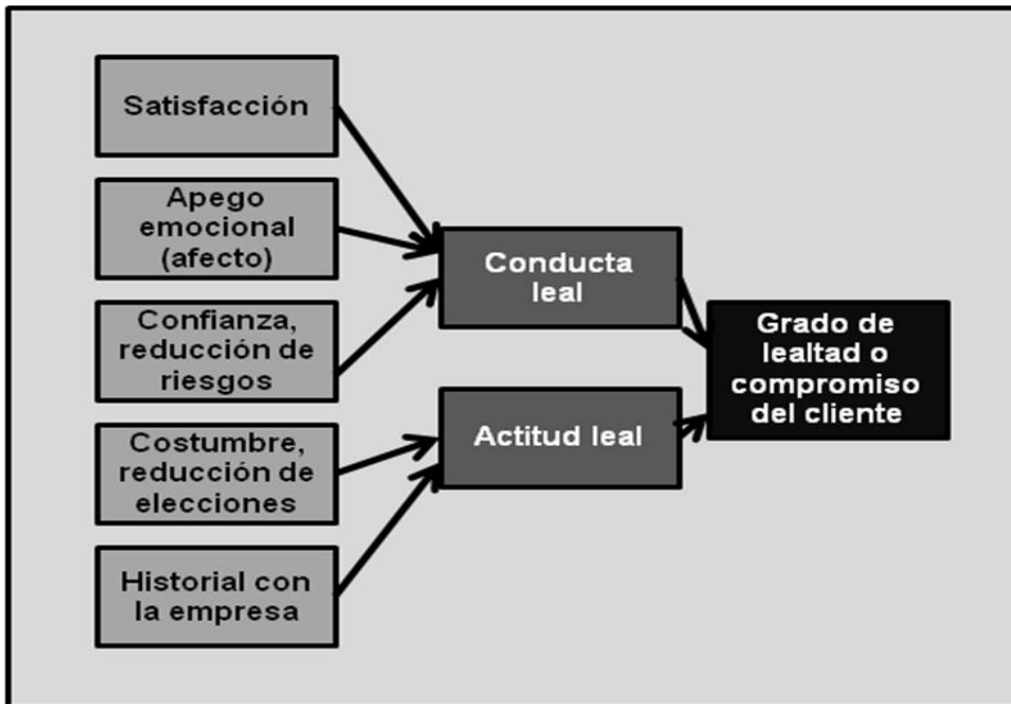 Satisfacción
Apego
emocional
(afecto)
Confianza,
reducción de
riesgos
Costumbre,
reducción de
elecciones
Historial con
la empresa
Conducta
leal
Actitud leal
Grado de
lealtad o
compromiso
del cliente